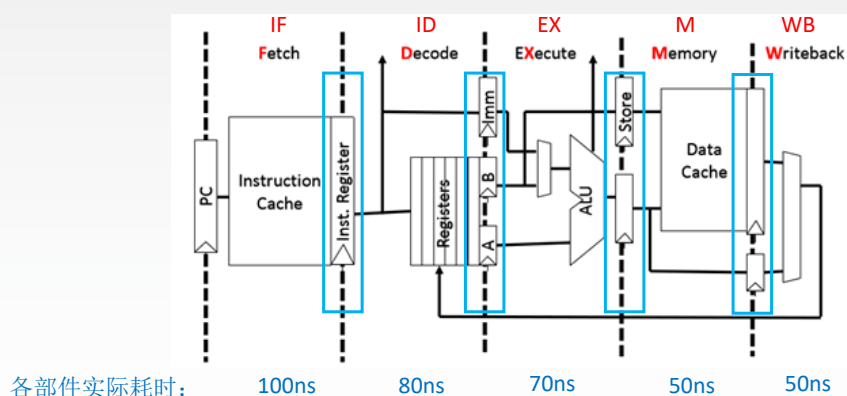 IF ID EX M WB
Fetch Decode EXecute Memory Writeback
PC
Instruction
Cache
Inst. Register
Registers
Imm
B
A
ALU
Store
Data
Cache
各部件实际耗时： 100ns 80ns 70ns 50ns 50ns